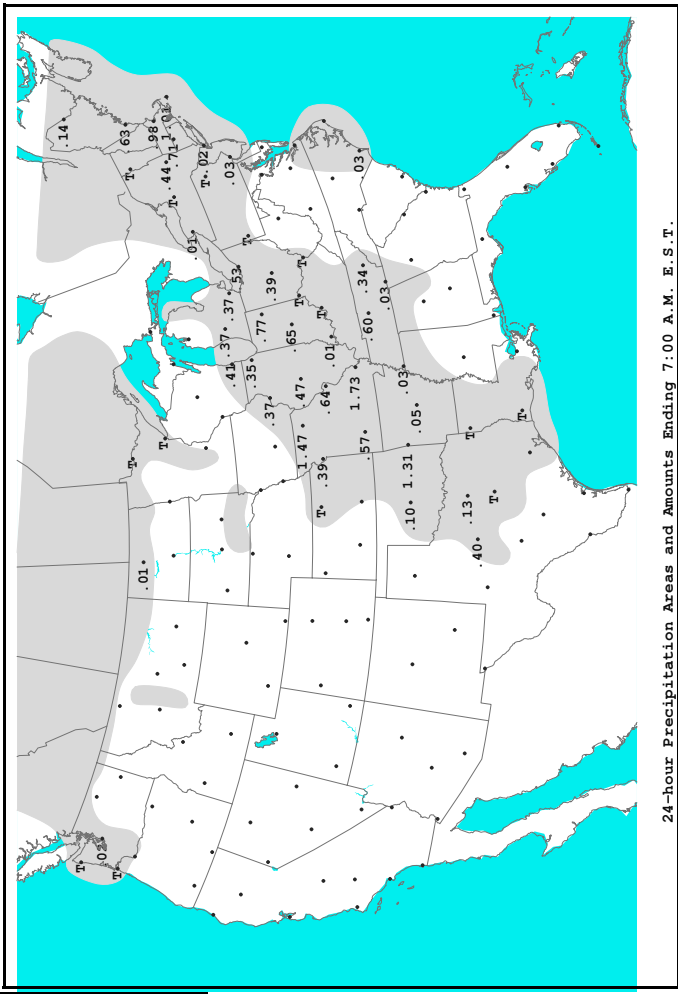 .14
T
.02
T
63
T
T
.01
.98
T
.44
1.01
.71
T
.01
.02
T
.37
.37
.03
.41
.53
T
.35
.77
.37
.39
.65
T
.47
T
1.47
T
.39
T
.64
.01
1.73
.03
.34
.57
.60
.03
.03
1.31
.10
.05
.13
T
.40
T
T
24-hour Precipitation Areas and Amounts Ending 7:00 A.M. E.S.T.